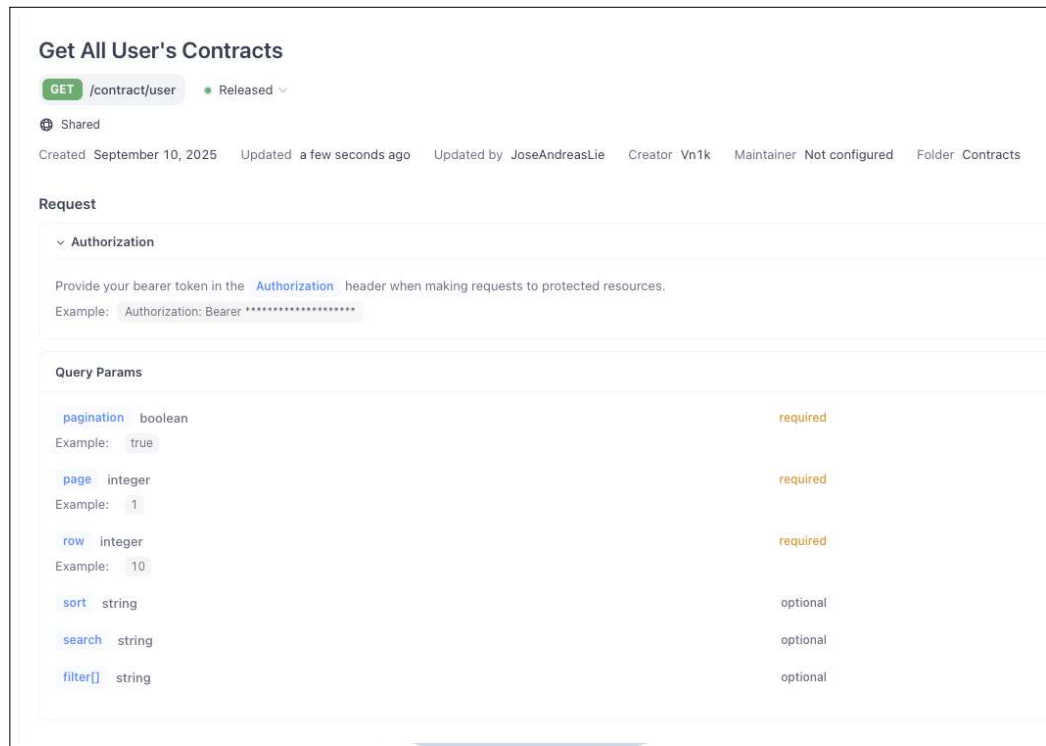 Get All User's Contracts
GET /contract/user Released
Shared
Created September 10, 2025 Updated a few seconds ago Updated by JoseAndreasLie Creator Vn1k Maintainer Not configured Folder Contracts
Request
Authorization
Provide your bearer token in the Authorization header when making requests to protected resources.
Example: Authorization: Bearer ********************
Query Params
pagination boolean required
Example: true
page integer required
Example: 1
row integer required
Example: 10
sort string optional
search string optional
filter[] string optional